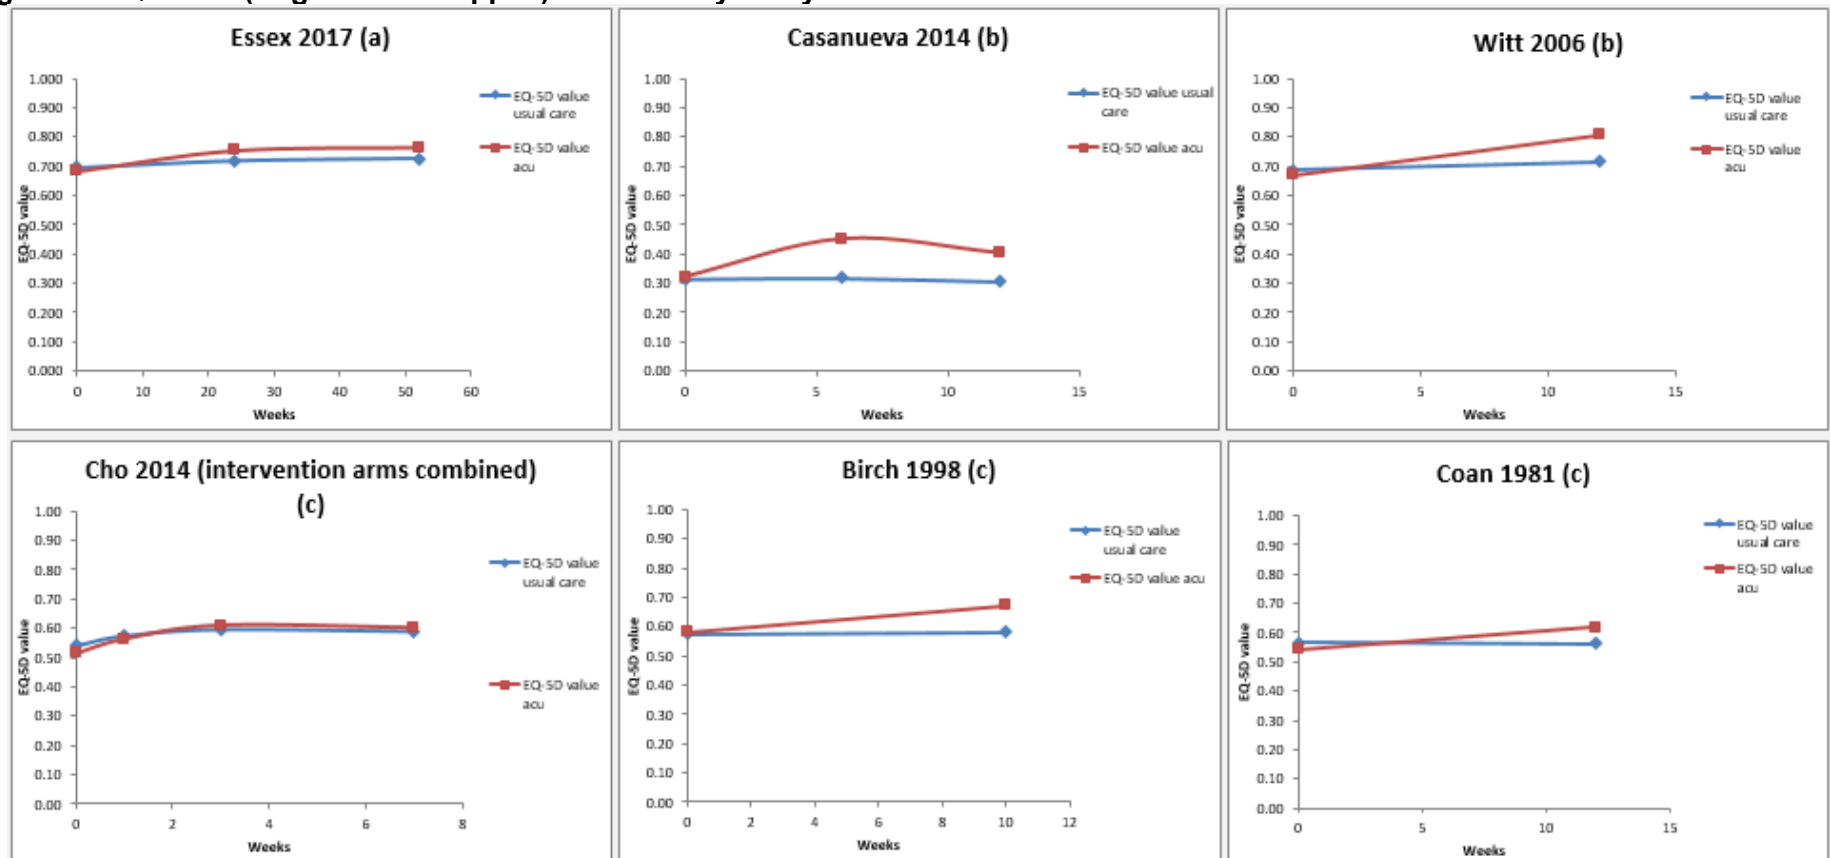 Essex 2017 (a)
1.000
0.900
0.800
0.700
0.600
0.500
0.400
0.300
0.200
0.100
0.000
EQ-5D value
0 10 20 30 40 50 60
Weeks
EQ-5D value
usual care
EQ-5D value
acu
Casanueva 2014 (b)
1.00
0.90
0.80
0.70
0.60
0.50
0.40
0.30
0.20
0.10
0.00
EQ-5D value
0 5 10 15
Weeks
EQ-5D value usual
care
EQ-5D value acu
Witt 2006 (b)
1.00
0.90
0.80
0.70
0.60
0.50
0.40
0.30
0.20
0.10
0.00
EQ-5D value
0 5 10 15
Weeks
EQ-5D value
usual care
EQ-5D value
acu
Cho 2014 (intervention arms combined)
(c)
1.00
0.90
0.80
0.70
0.60
0.50
0.40
0.30
0.20
0.10
0.00
EQ-5D value
0 2 4 6 8
Weeks
EQ-5D value
usual care
EQ-5D value
acu
Birch 1998 (c)
1.00
0.90
0.80
0.70
0.60
0.50
0.40
0.30
0.20
0.10
0.00
EQ-5D value
0 2 4 6 8 10 12
Weeks
EQ-5D value
usual care
EQ-5D value acu
Coan 1981 (c)
1.00
0.90
0.80
0.70
0.60
0.50
0.40
0.30
0.20
0.10
0.00
EQ-5D value
0 5 10 15
Weeks
EQ-5D value
usual care
EQ-5D value
acu